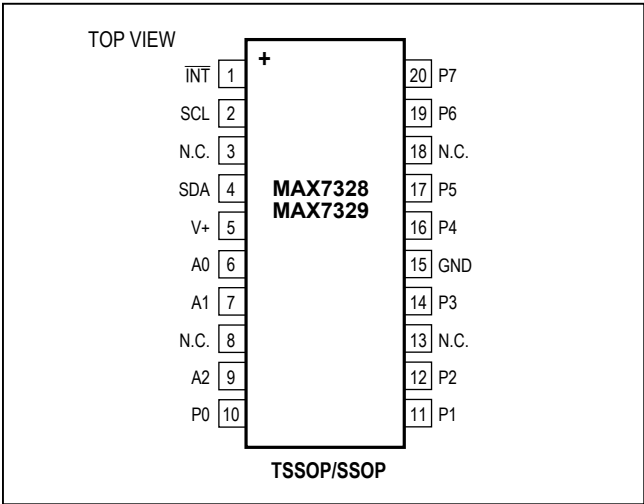 TOP VIEW
+
I̅N̅T̅ 1
SCL 2
N.C. 3
SDA 4
V+ 5
A0 6
A1 7
N.C. 8
A2 9
P0 10
MAX7328
MAX7329
20 P7
19 P6
18 N.C.
17 P5
16 P4
15 GND
14 P3
13 N.C.
12 P2
11 P1
TSSOP/SSOP